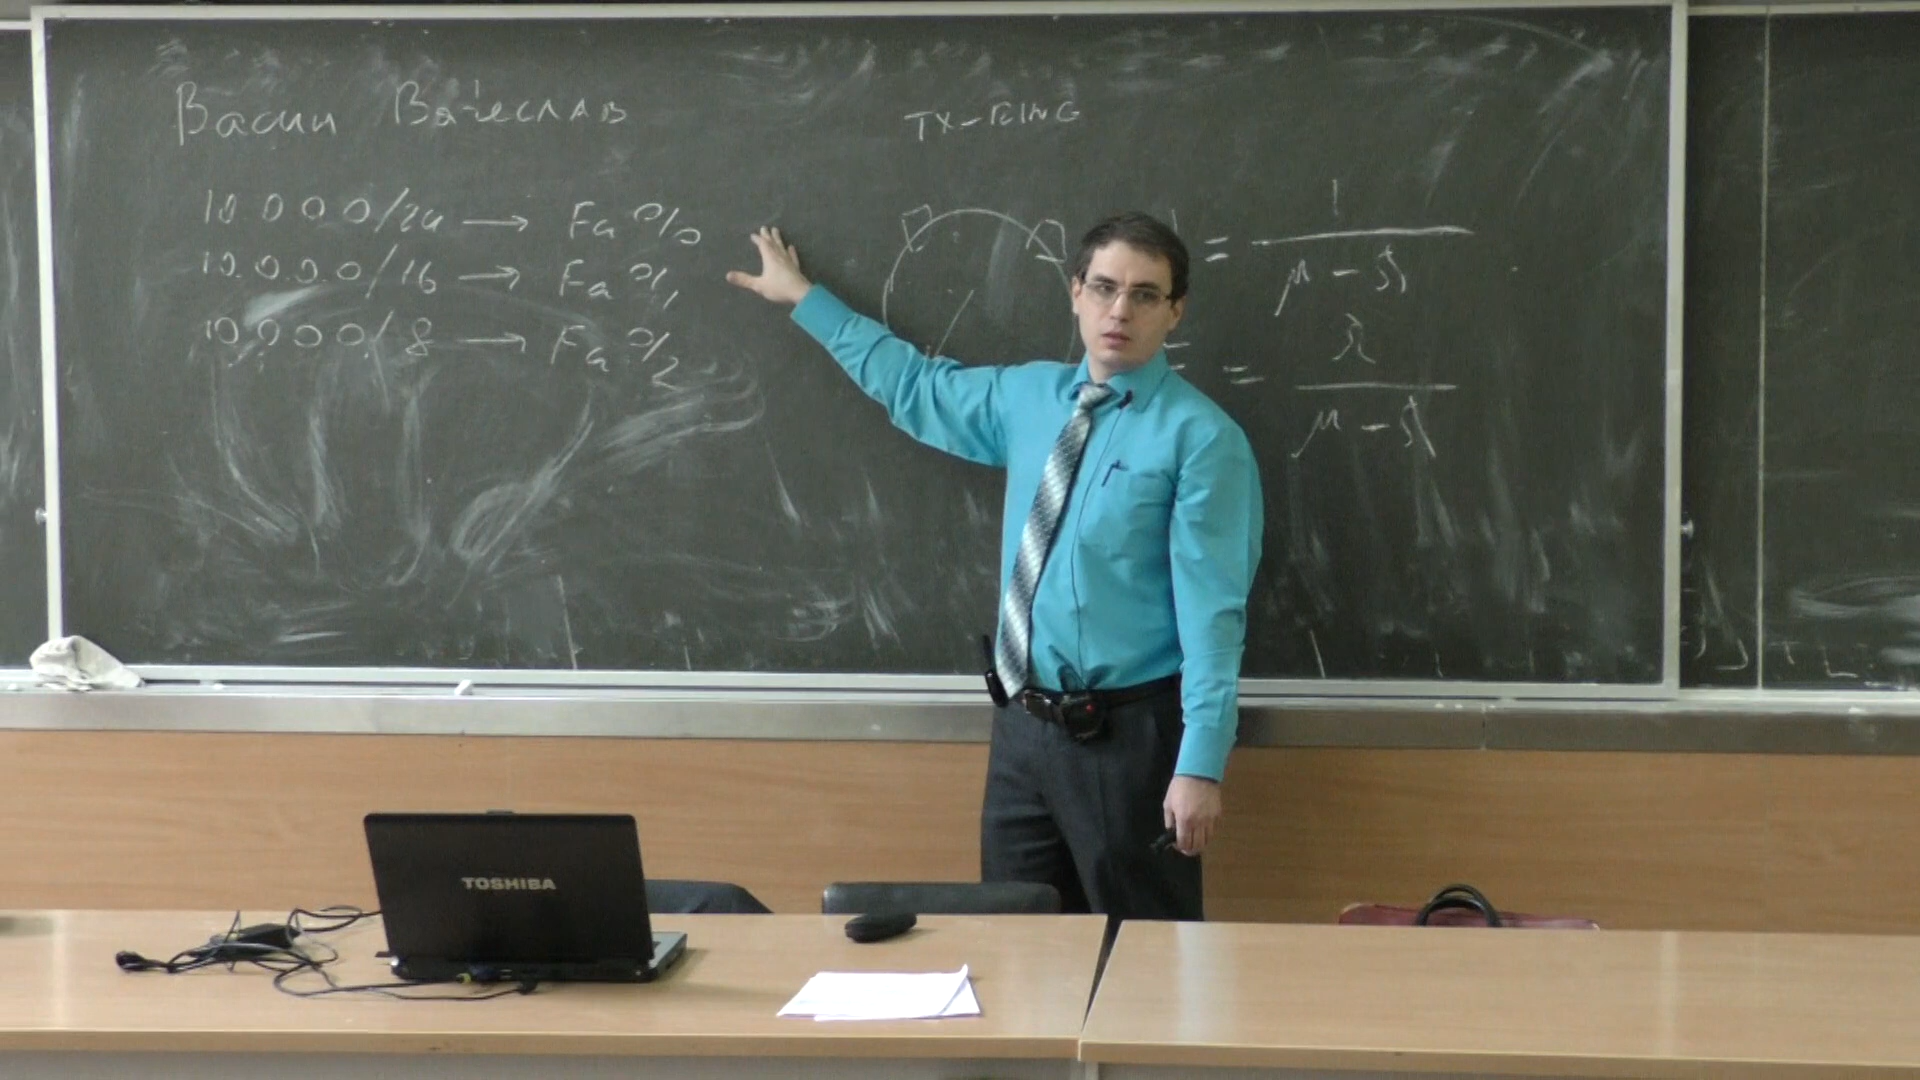 Васин Вячеслав
10.0.0.0/24 → Fa 0/0
10.0.0.0/16 → Fa 0/1
10.0.0.0/8 → Fa 0/2
TX-RING
= 1 / (μ - λ)
= λ / (μ - λ)
TOSHIBA